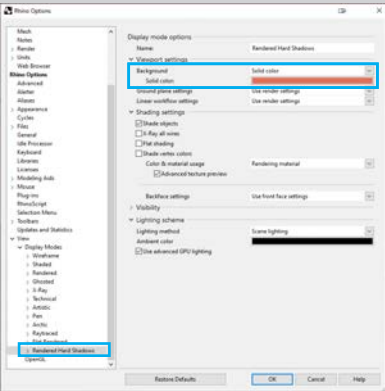 Rhino Options
Mesh
Notes
Render
Units
Web Browser
Rhino Options
Advanced
Alerter
Aliases
Appearance
Cycles
Files
General
Idle Processor
Keyboard
Libraries
Licenses
Modeling Aids
Mouse
Plug-ins
RhinoScript
Selection Menu
Toolbars
Updates and Statistics
View
Display Modes
Wireframe
Shaded
Rendered
Ghosted
X-Ray
Technical
Artistic
Pen
Arctic
Raytraced
Flat Rendered
Rendered Hard Shadows
OpenGL
Display mode options
Name: Rendered Hard Shadows
Viewport settings
Background Solid color
Solid color:
Ground plane settings Use render settings
Linear workflow settings Use render settings
Shading settings
Shade objects
X-Ray all wires
Flat shading
Shade vertex colors
Color & material usage Rendering material
Advanced texture preview
Backface settings Use front face settings
Visibility
Lighting scheme
Lighting method Scene lighting
Ambient color
Use advanced GPU lighting
Restore Defaults OK Cancel Help